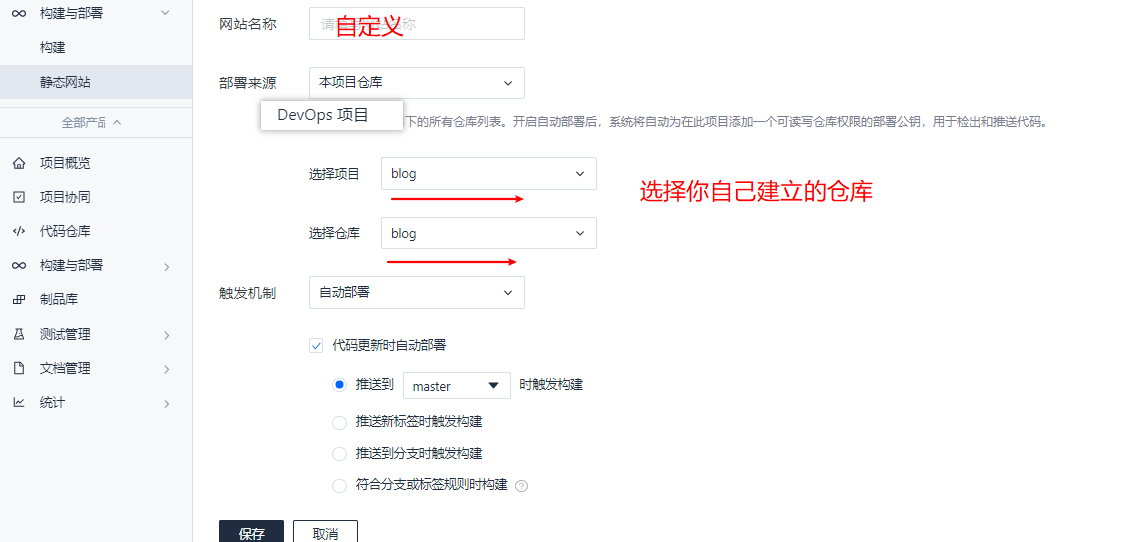 构建与部署
构建
静态网站
全部产品
项目概览
项目协同
代码仓库
构建与部署
制品库
测试管理
文档管理
统计
网站名称
自定义
部署来源 本项目仓库
DevOps 项目
下的所有仓库列表。开启自动部署后，系统将自动为在此项目添加一个可读写仓库权限的部署公钥，用于检出和推送代码。
选择项目 blog
选择你自己建立的仓库
选择仓库 blog
触发机制 自动部署
代码更新时自动部署
推送到 master 时触发构建
推送新标签时触发构建
推送到分支时触发构建
符合分支或标签规则时构建 ?
保存 取消